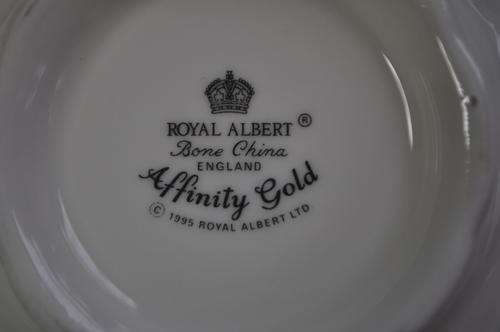 ROYAL ALBERT ®
Bone China
ENGLAND
Affinity Gold
© 1995 ROYAL ALBERT LTD